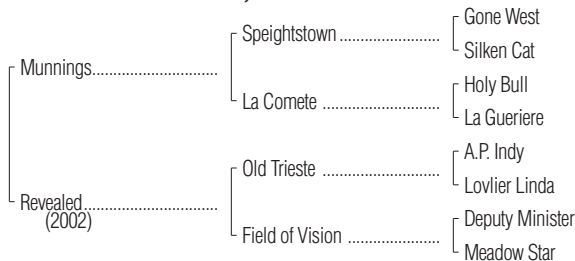 Gone West
Speightstown
Silken Cat
Munnings
Holy Bull
La Comete
La Gueriere
A.P. Indy
Old Trieste
Lovlier Linda
Revealed
(2002)
Deputy Minister
Field of Vision
Meadow Star